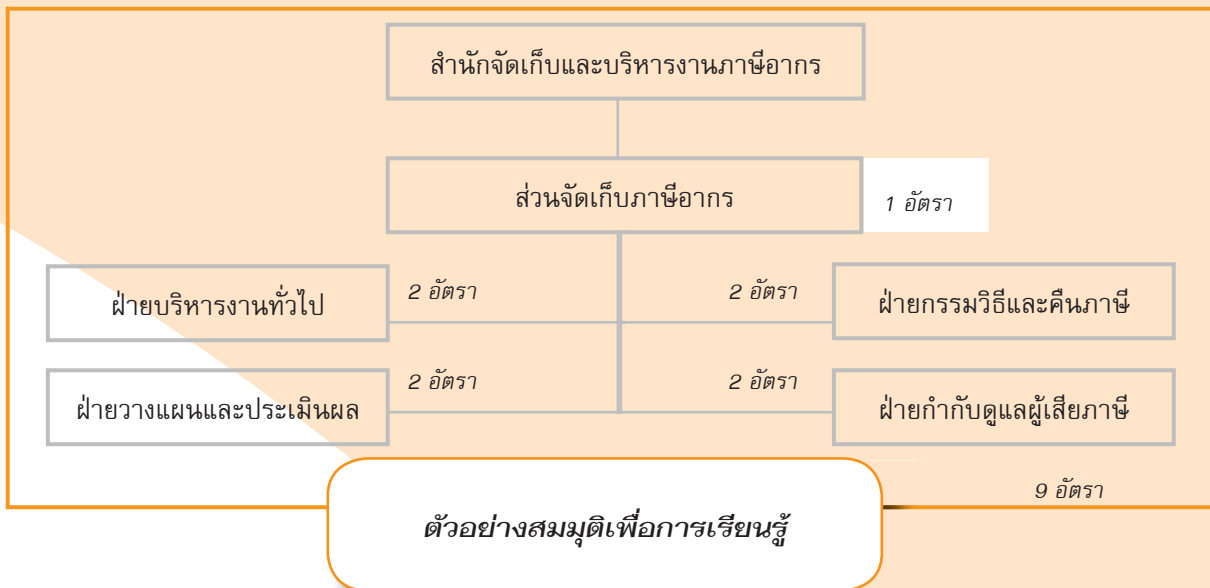 สำนักจัดเก็บและบริหารงานภาษีอากร
ส่วนจัดเก็บภาษีอากร
1 อัตรา
ฝ่ายบริหารงานทั่วไป
2 อัตรา
2 อัตรา
ฝ่ายกรรมวิธีและคืนภาษี
ฝ่ายวางแผนและประเมินผล
2 อัตรา
2 อัตรา
ฝ่ายกำกับดูแลผู้เสียภาษี
9 อัตรา
ตัวอย่างสมมุติเพื่อการเรียนรู้